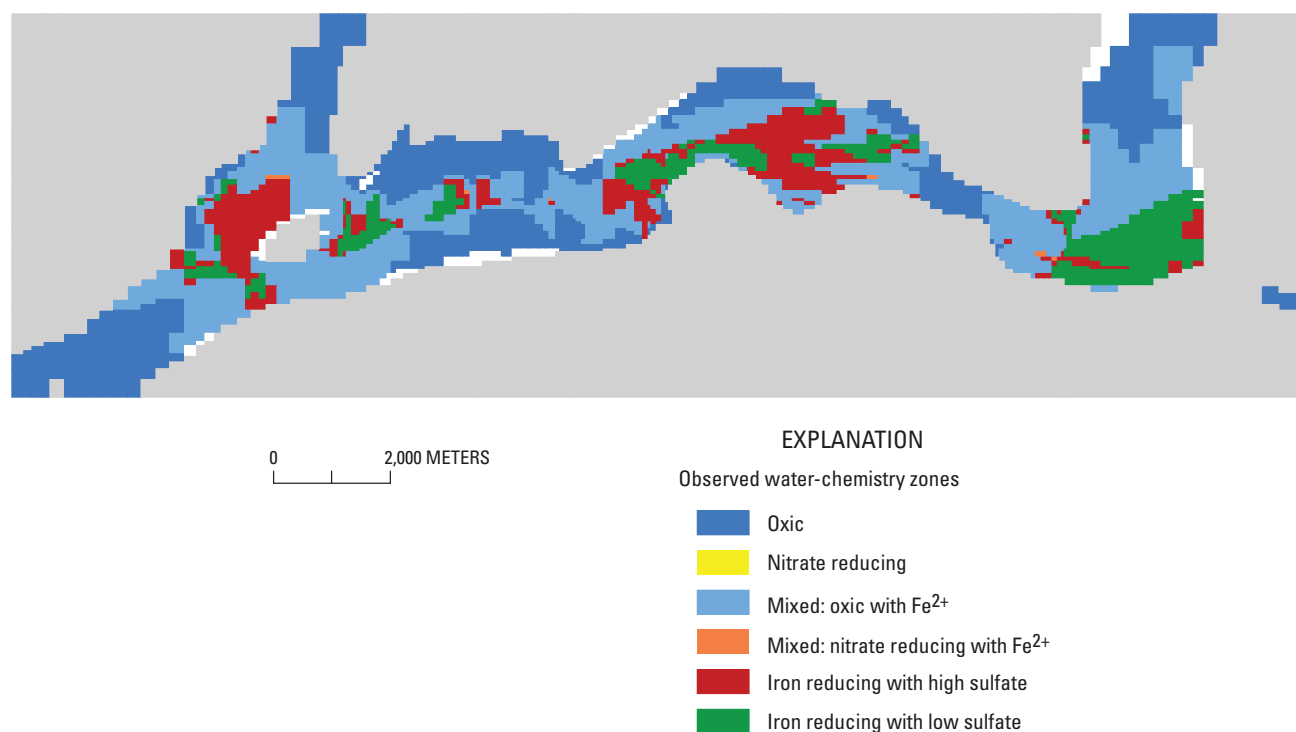 0 2,000 METERS
EXPLANATION
Observed water-chemistry zones
Oxic
Nitrate reducing
Mixed: oxic with Fe2+
Mixed: nitrate reducing with Fe2+
Iron reducing with high sulfate
Iron reducing with low sulfate